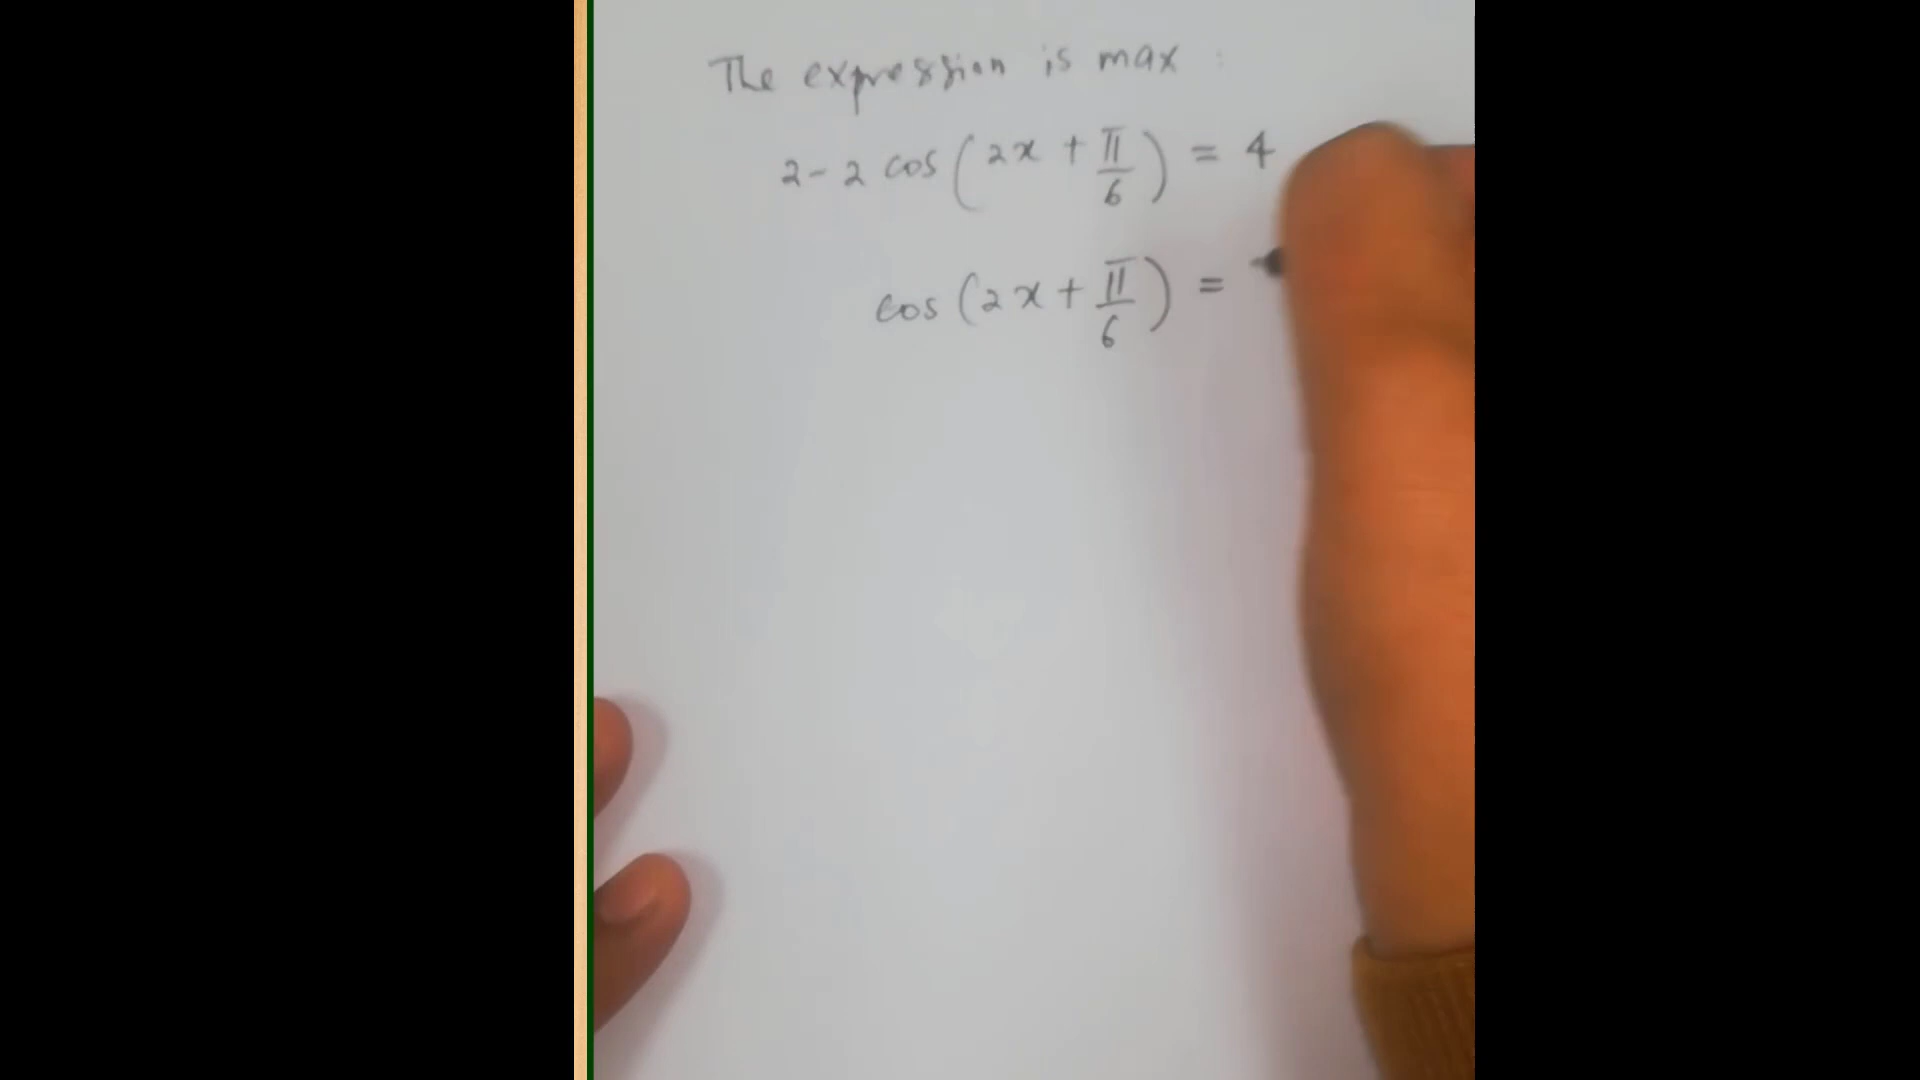 The expression is max :
2 - 2 cos (2x + π/6) = 4
cos (2x + π/6) =